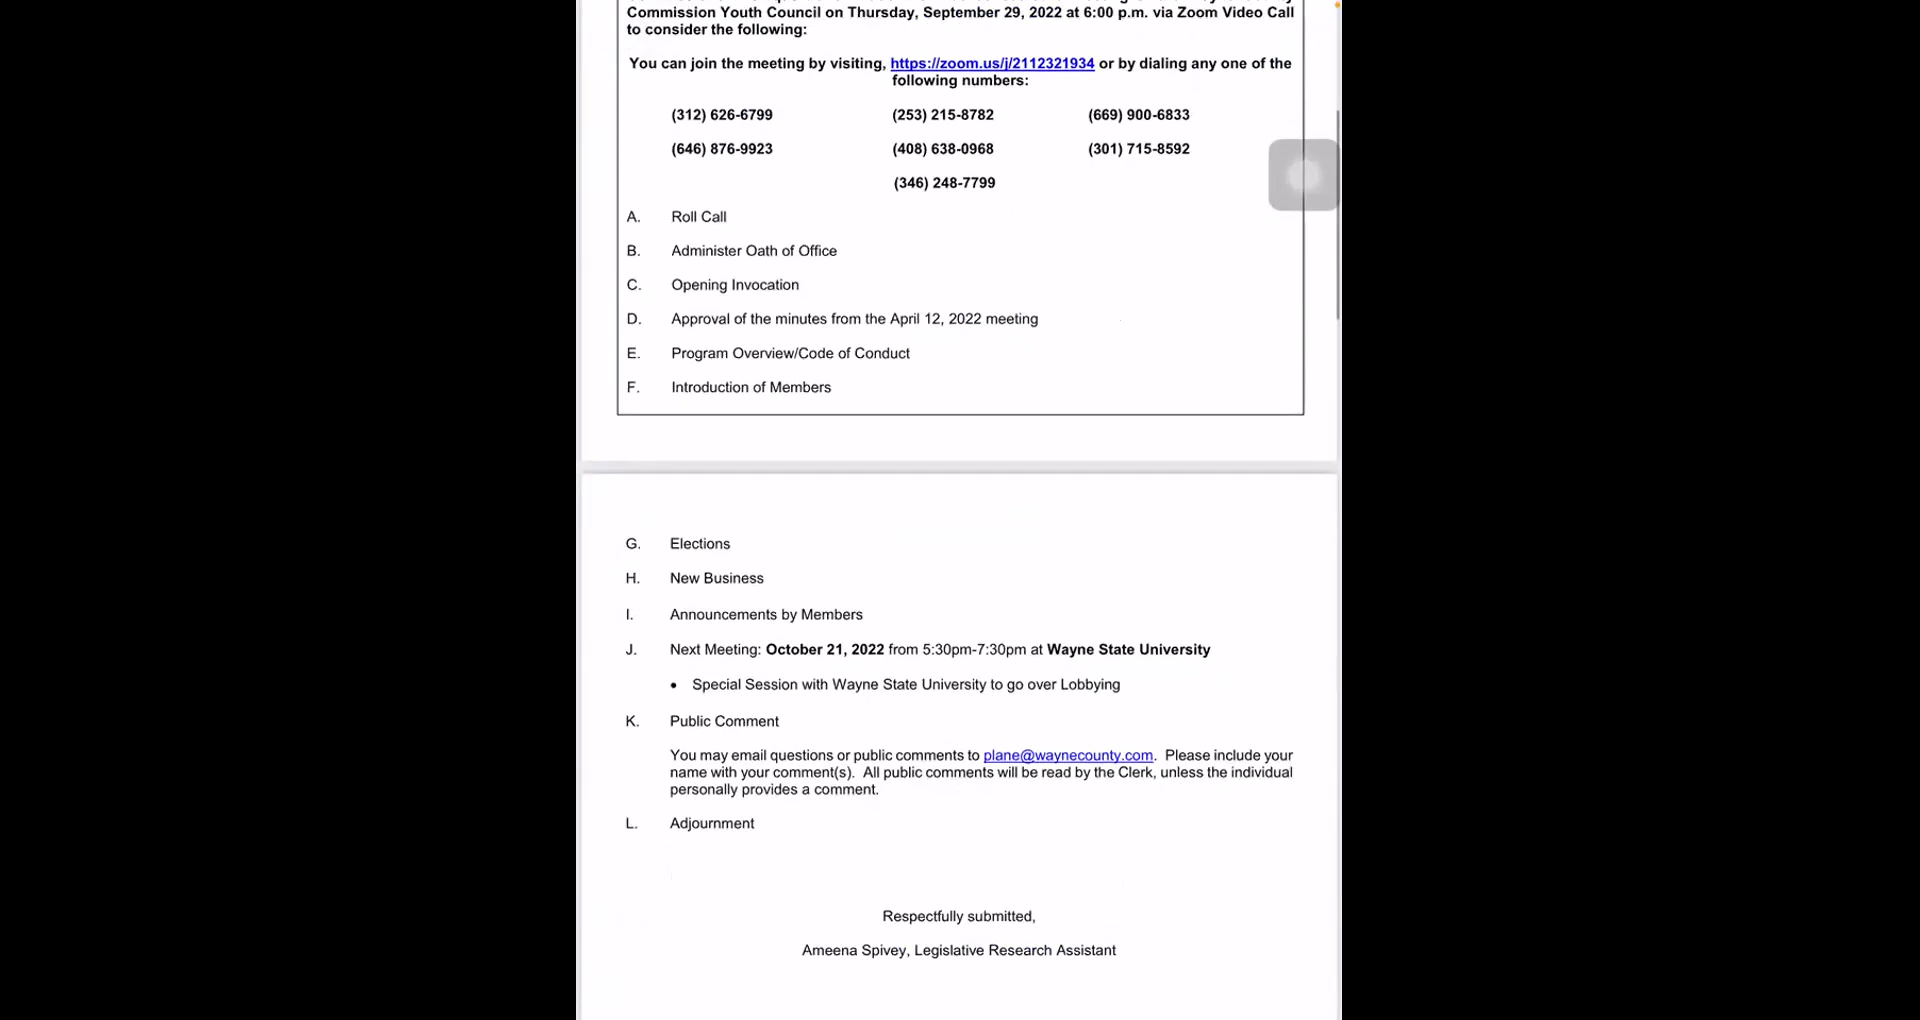 Commission Youth Council on Thursday, September 29, 2022 at 6:00 p.m. via Zoom Video Call
to consider the following:
You can join the meeting by visiting, https://zoom.us/j/2112321934 or by dialing any one of the
following numbers:
(312) 626-6799 (253) 215-8782 (669) 900-6833
(646) 876-9923 (408) 638-0968 (301) 715-8592
(346) 248-7799
A. Roll Call
B. Administer Oath of Office
C. Opening Invocation
D. Approval of the minutes from the April 12, 2022 meeting
E. Program Overview/Code of Conduct
F. Introduction of Members
G. Elections
H. New Business
I. Announcements by Members
J. Next Meeting: October 21, 2022 from 5:30pm-7:30pm at Wayne State University
• Special Session with Wayne State University to go over Lobbying
K. Public Comment
You may email questions or public comments to plane@waynecounty.com. Please include your
name with your comment(s). All public comments will be read by the Clerk, unless the individual
personally provides a comment.
L. Adjournment
Respectfully submitted,
Ameena Spivey, Legislative Research Assistant